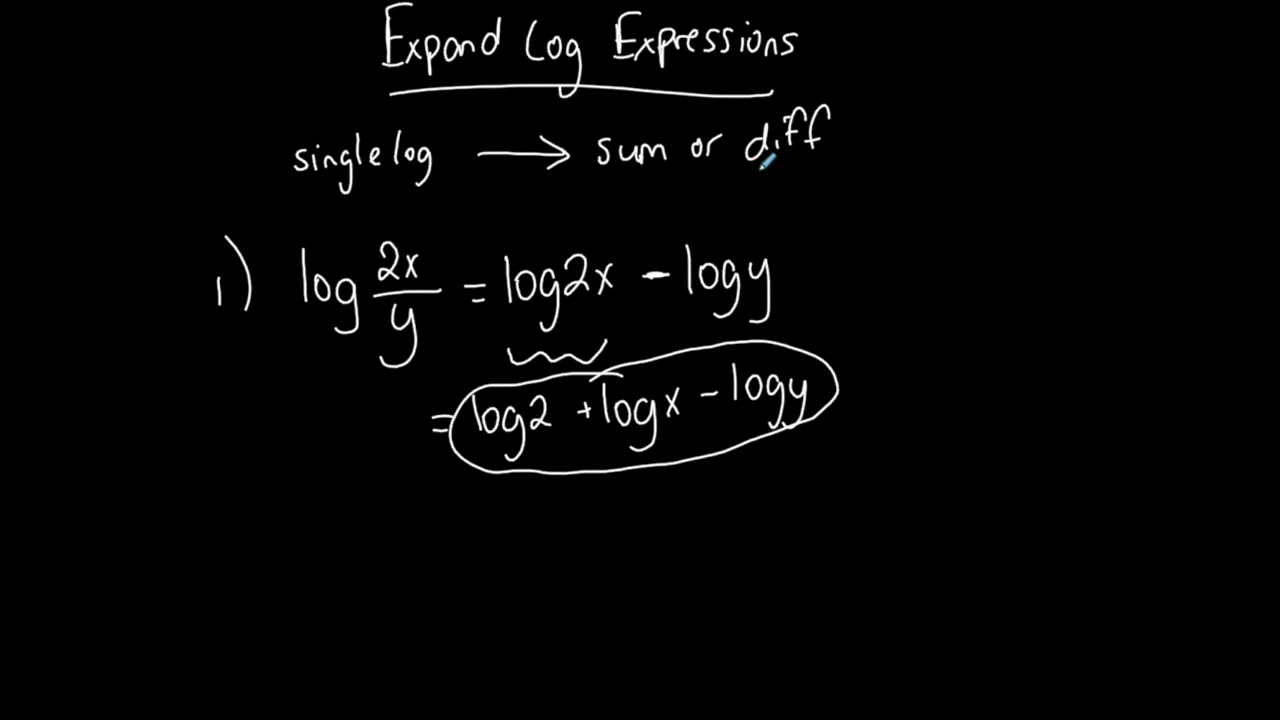 Expand Log Expressions
single log → sum or diff
1) log 2x/y = log2x - logy
= log2 + logx - logy